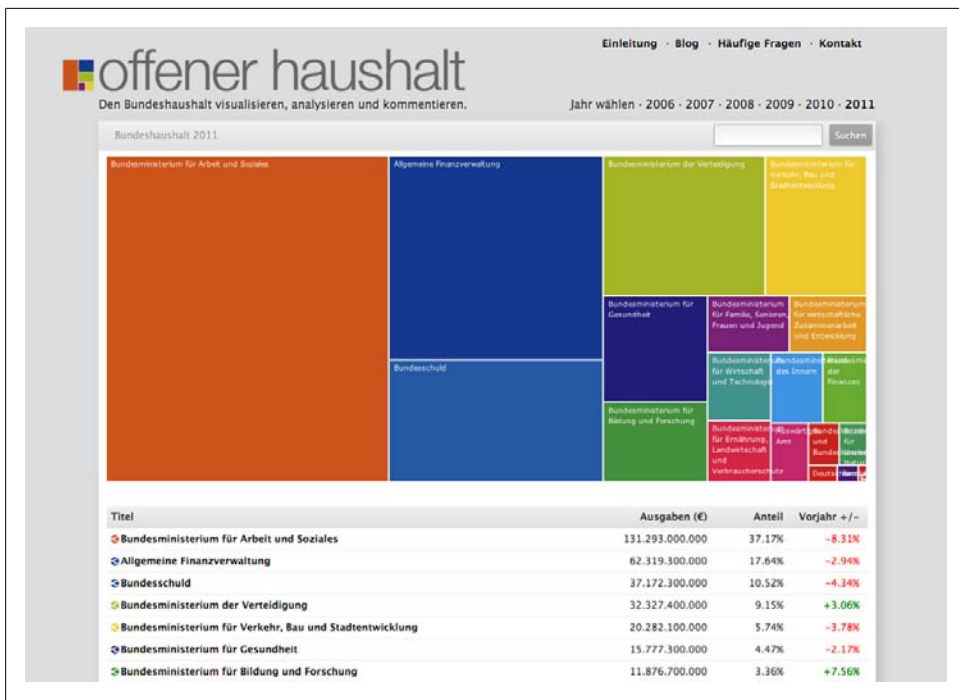 Einleitung · Blog · Häufige Fragen · Kontakt
offener haushalt
Den Bundeshaushalt visualisieren, analysieren und kommentieren.
Jahr wählen · 2006 · 2007 · 2008 · 2009 · 2010 · 2011
Bundeshaushalt 2011
Suchen
Bundesministerium für Arbeit und Soziales
Allgemeine Finanzverwaltung
Bundesministerium der Verteidigung
Bundesministerium für
Verkehr, Bau und
Stadtentwicklung
Bundesministerium für
Gesundheit
Bundesministerium
für Familie, Senioren,
Frauen und Jugend
Bundesministerium
für wirtschaftliche
Zusammenarbeit
und Entwicklung
Bundesschuld
Bundesministerium
für Wirtschaft
und Technologie
des Innern
der
Finanzen
Bundesministerium für
Bildung und Forschung
Bundesministerium
für Ernährung,
Landwirtschaft
und
Verbraucherschutz
Amt
und
für
Titel Ausgaben (€) Anteil Vorjahr +/-
Bundesministerium für Arbeit und Soziales 131.293.000.000 37.17% -8.31%
Allgemeine Finanzverwaltung 62.319.300.000 17.64% -2.94%
Bundesschuld 37.172.300.000 10.52% -4.34%
Bundesministerium der Verteidigung 32.327.400.000 9.15% +3.06%
Bundesministerium für Verkehr, Bau und Stadtentwicklung 20.282.100.000 5.74% -3.78%
Bundesministerium für Gesundheit 15.777.300.000 4.47% -2.17%
Bundesministerium für Bildung und Forschung 11.876.700.000 3.36% +7.56%